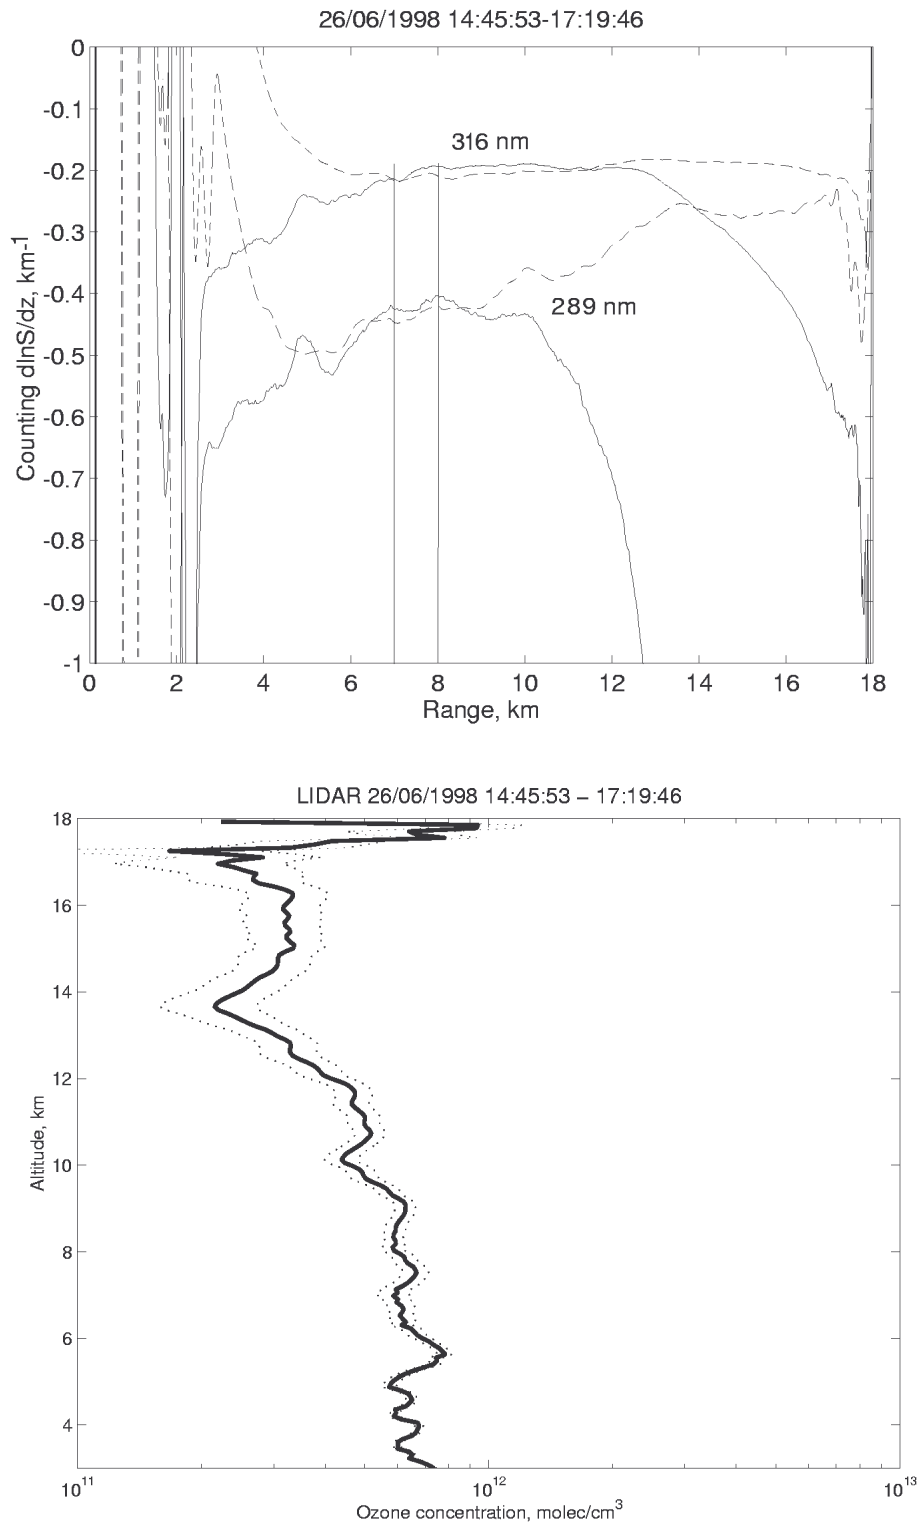 26/06/1998 14:45:53-17:19:46
0
-0.1
-0.2
-0.3
-0.4
-0.5
-0.6
-0.7
-0.8
-0.9
-1
Counting dlnS/dz, km-1
316 nm
289 nm
0 2 4 6 8 10 12 14 16 18
Range, km
LIDAR 26/06/1998 14:45:53 – 17:19:46
18
16
14
12
10
8
6
4
Altitude, km
10^11 10^12 10^13
Ozone concentration, molec/cm^3